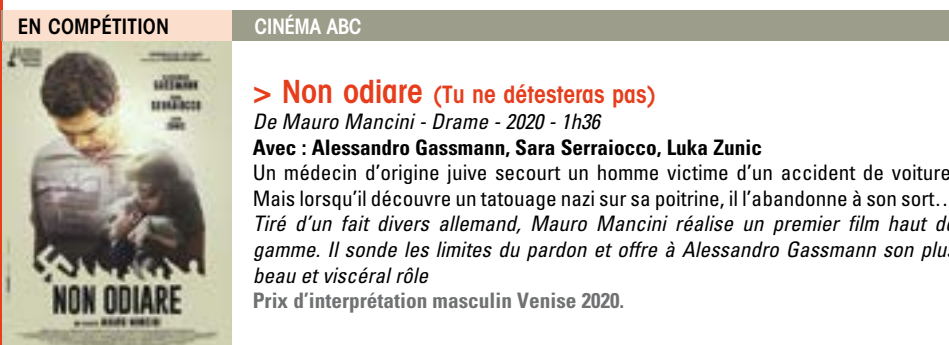 EN COMPÉTITION
CINÉMA ABC
> Non odiare (Tu ne détesteras pas)
De Mauro Mancini - Drame - 2020 - 1h36
Avec : Alessandro Gassmann, Sara Serraiocco, Luka Zunic
Un médecin d’origine juive secourt un homme victime d’un accident de voiture
Mais lorsqu’il découvre un tatouage nazi sur sa poitrine, il l’abandonne à son sort…
Tiré d’un fait divers allemand, Mauro Mancini réalise un premier film haut de
gamme. Il sonde les limites du pardon et offre à Alessandro Gassmann son plus
beau et viscéral rôle
Prix d’interprétation masculin Venise 2020.
GASSMANN
SERRAIOCCO
NON ODIARE
MAURO MANCINI